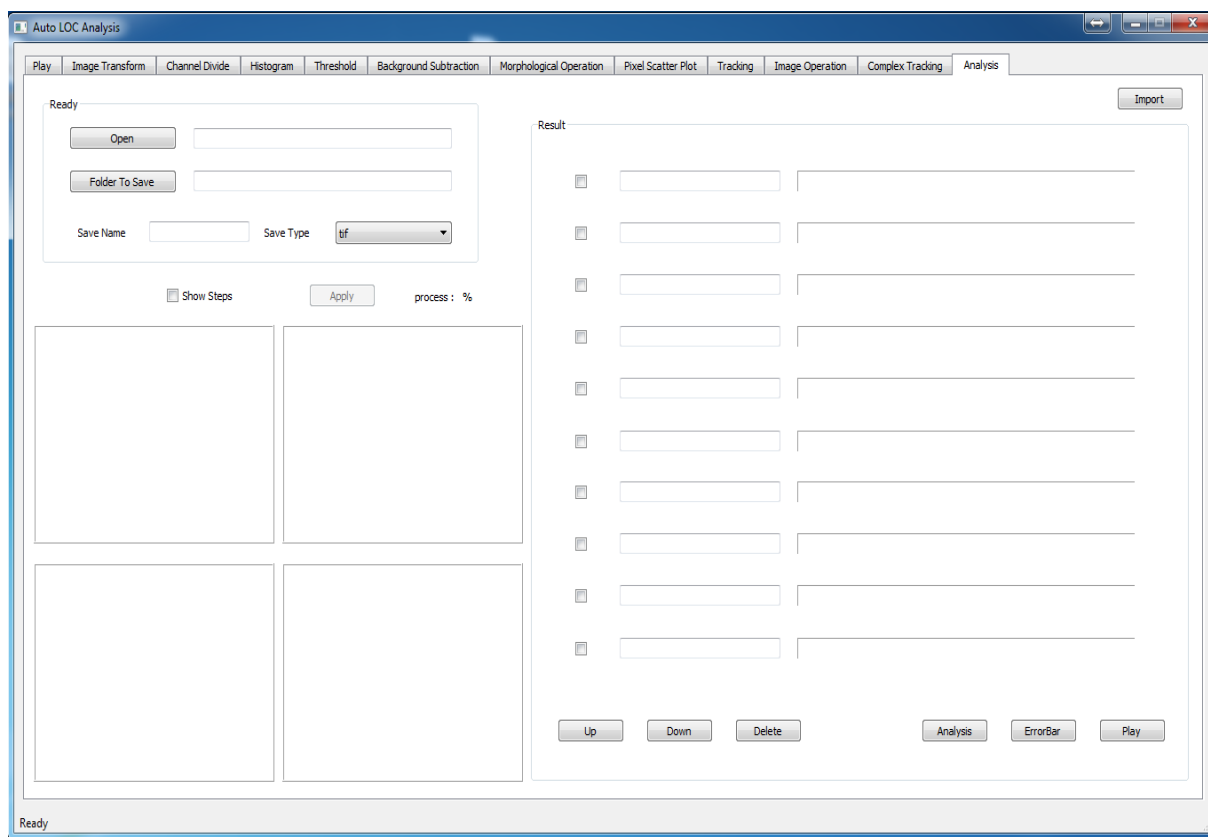 Auto LOC Analysis
Play Image Transform Channel Divide Histogram Threshold Background Subtraction Morphological Operation Pixel Scatter Plot Tracking Image Operation Complex Tracking Analysis
Import
Ready
Open
Folder To Save
Save Name Save Type tif
Show Steps Apply process : %
Result
Up Down Delete Analysis ErrorBar Play
Ready